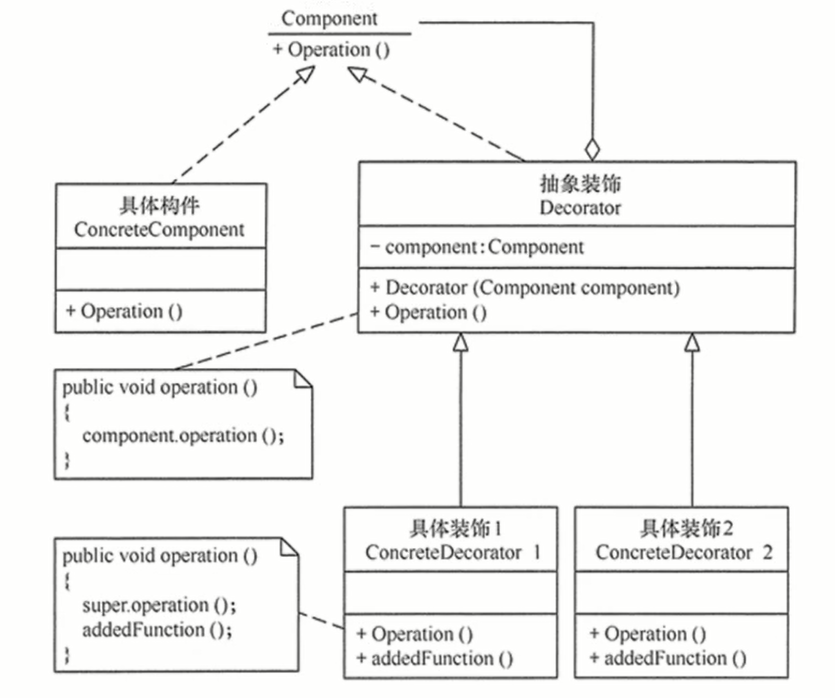 Component
+ Operation ()
具体构件
ConcreteComponent
+ Operation ()
抽象装饰
Decorator
- component:Component
+ Decorator (Component component)
+ Operation ()
public void operation ()
{
component.operation ();
}
public void operation ()
{
super.operation ();
addedFunction ();
}
具体装饰1
ConcreteDecorator 1
+ Operation ()
+ addedFunction ()
具体装饰2
ConcreteDecorator 2
+ Operation ()
+ addedFunction ()